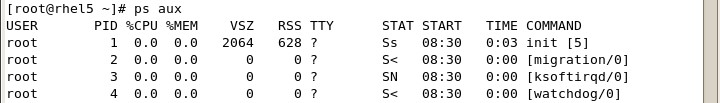 [root@rhel5 ~]# ps aux
USER       PID %CPU %MEM    VSZ   RSS TTY      STAT START   TIME COMMAND
root         1  0.0  0.0   2064   628 ?        Ss   08:30   0:03 init [5]
root         2  0.0  0.0      0     0 ?        S<   08:30   0:00 [migration/0]
root         3  0.0  0.0      0     0 ?        SN   08:30   0:00 [ksoftirqd/0]
root         4  0.0  0.0      0     0 ?        S<   08:30   0:00 [watchdog/0]